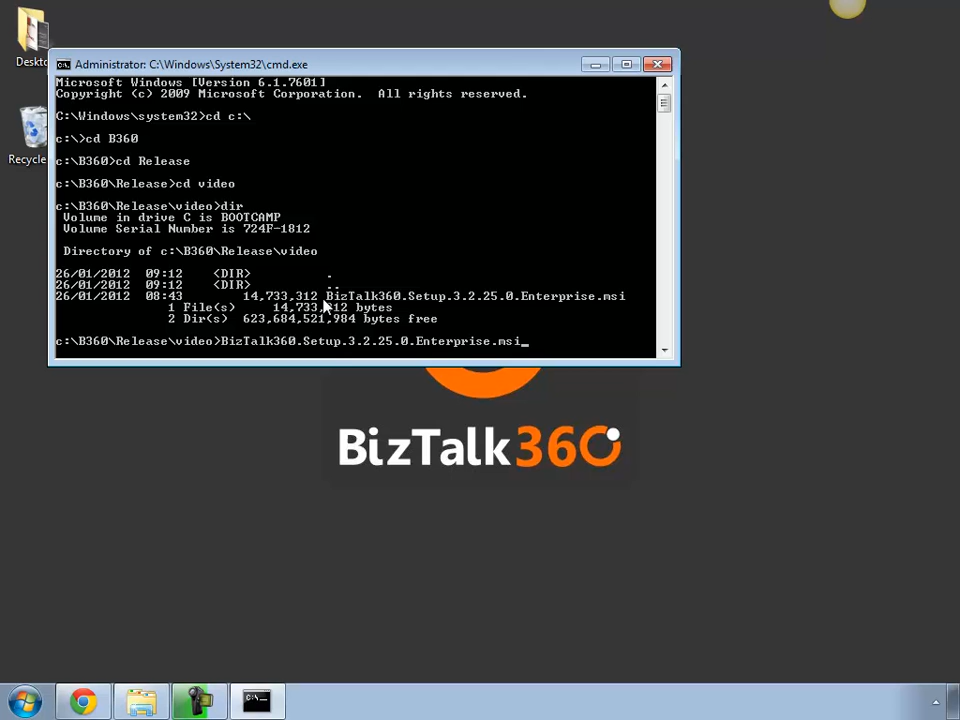 Deskto
Administrator: C:\Windows\System32\cmd.exe
Microsoft Windows [Version 6.1.7601]
Copyright (c) 2009 Microsoft Corporation.  All rights reserved.
C:\Windows\system32>cd c:\
c:\>cd B360
Recycle
c:\B360>cd Release
c:\B360\Release>cd video
c:\B360\Release\video>dir
Volume in drive C is BOOTCAMP
Volume Serial Number is 724F-1812
Directory of c:\B360\Release\video
26/01/2012  09:12    <DIR>          .
26/01/2012  09:12    <DIR>          ..
26/01/2012  08:43        14,733,312 BizTalk360.Setup.3.2.25.0.Enterprise.msi
1 File(s)     14,733,312 bytes
2 Dir(s)  623,684,521,984 bytes free
c:\B360\Release\video>BizTalk360.Setup.3.2.25.0.Enterprise.msi_
BizTalk360